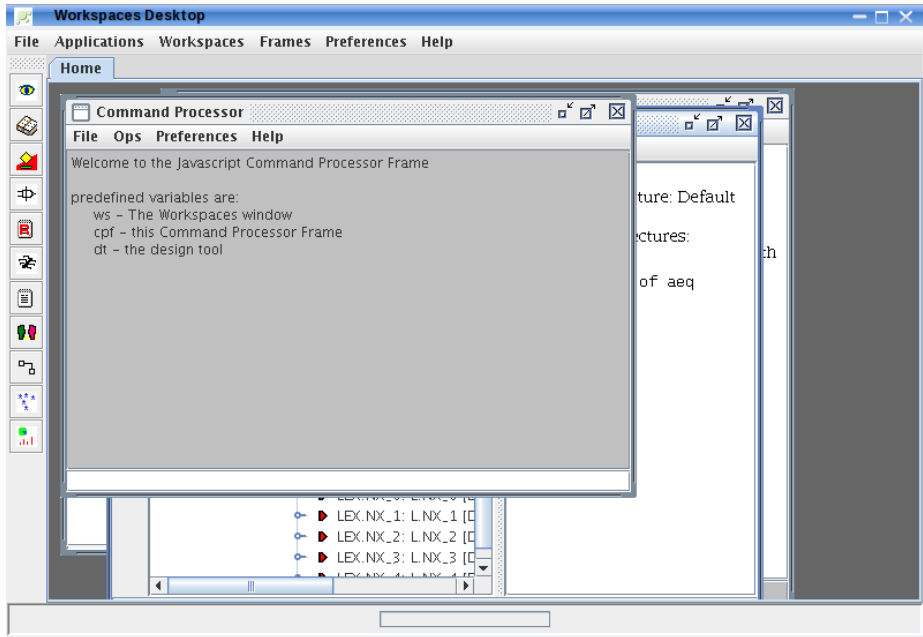 Workspaces Desktop
File Applications Workspaces Frames Preferences Help
Home
Command Processor
File Ops Preferences Help
Welcome to the Javascript Command Processor Frame
predefined variables are:
ws – The Workspaces window
cpf – this Command Processor Frame
dt – the design tool
ture: Default
ectures:
th
of aeq
R
LEX.NX_1: L.NX_1 [D
LEX.NX_2: L.NX_2 [D
LEX.NX_3: L.NX_3 [D